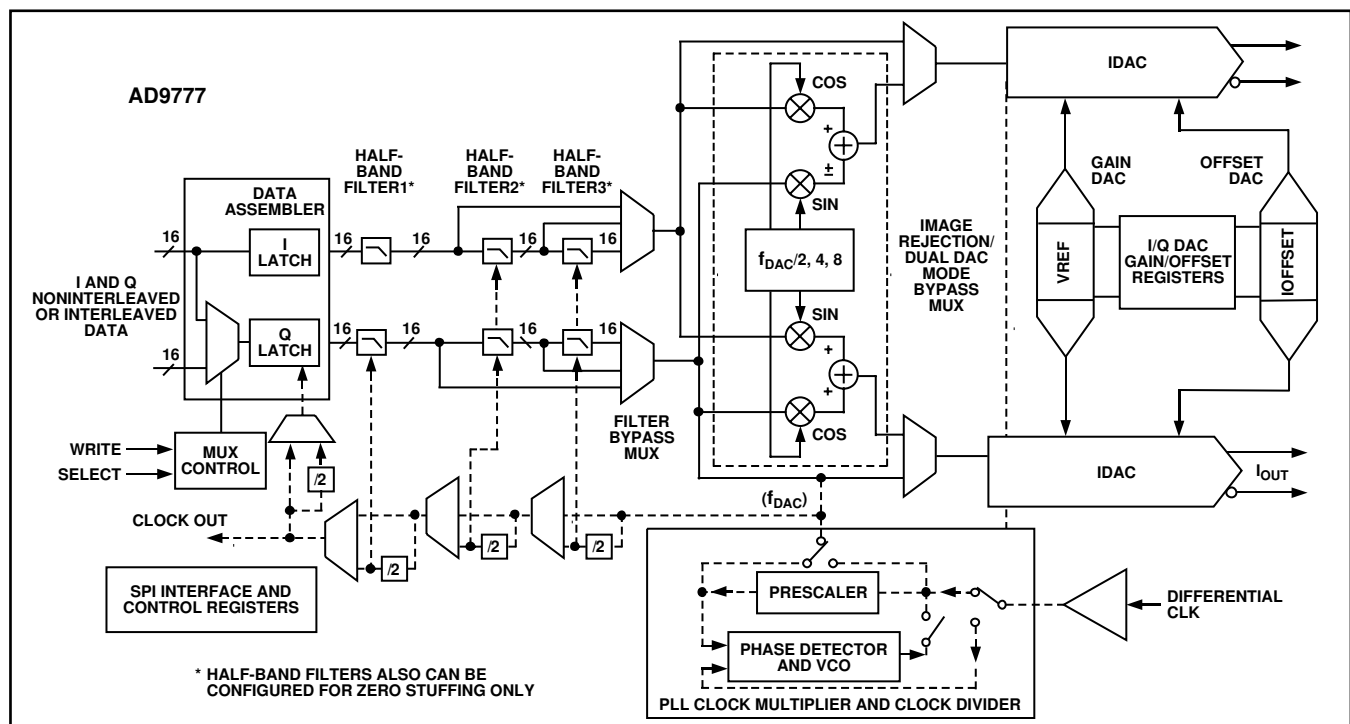 AD9777
COS
IDAC
HALF-
BAND
FILTER1*
HALF-
BAND
FILTER2*
HALF-
BAND
FILTER3*
+
+
±
SIN
GAIN
DAC
OFFSET
DAC
DATA
ASSEMBLER
16
I
LATCH
16
16
16
16
I AND Q
NONINTERLEAVED
OR INTERLEAVED
DATA
fDAC/2, 4, 8
IMAGE
REJECTION/
DUAL DAC
MODE
BYPASS
MUX
VREF
I/Q DAC
GAIN/OFFSET
REGISTERS
IOFFSET
16
Q
LATCH
16
16
16
16
SIN
+
+
+
COS
FILTER
BYPASS
MUX
WRITE
SELECT
MUX
CONTROL
/2
IDAC
IOUT
(fDAC)
CLOCK OUT
/2
/2
/2
SPI INTERFACE AND
CONTROL REGISTERS
PRESCALER
DIFFERENTIAL
CLK
PHASE DETECTOR
AND VCO
* HALF-BAND FILTERS ALSO CAN BE
CONFIGURED FOR ZERO STUFFING ONLY
PLL CLOCK MULTIPLIER AND CLOCK DIVIDER